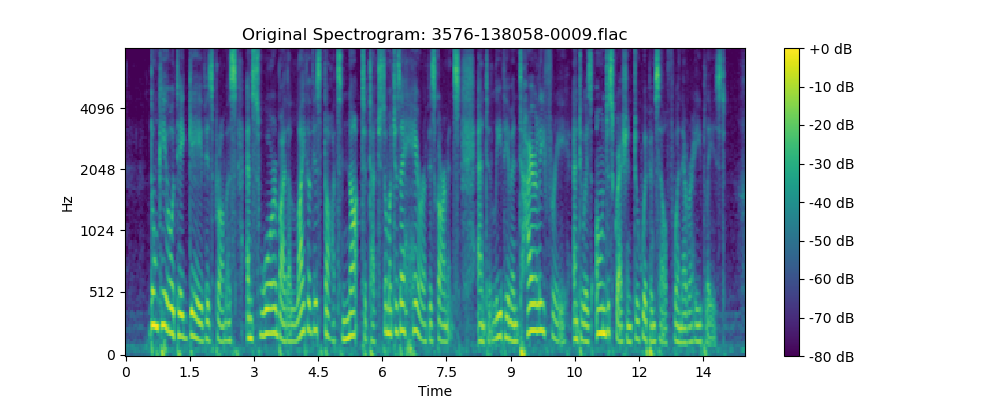 Original Spectrogram: 3576-138058-0009.flac
Hz
4096
2048
1024
512
0
0 1.5 3 4.5 6 7.5 9 10 12 14
Time
+0 dB
-10 dB
-20 dB
-30 dB
-40 dB
-50 dB
-60 dB
-70 dB
-80 dB